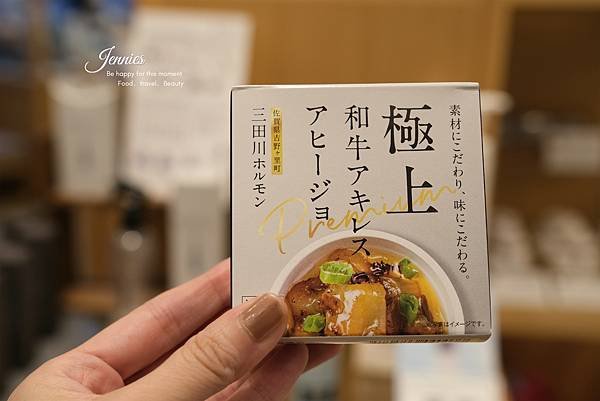 Jennies
Be happy for this moment
Food．travel．Beauty
素材にこだわり、味にこだわる。
極上
和牛アキレス
アヒージョ
Premium
佐賀県吉野ヶ里町
三田川ホルモン
※写真はイメージです。